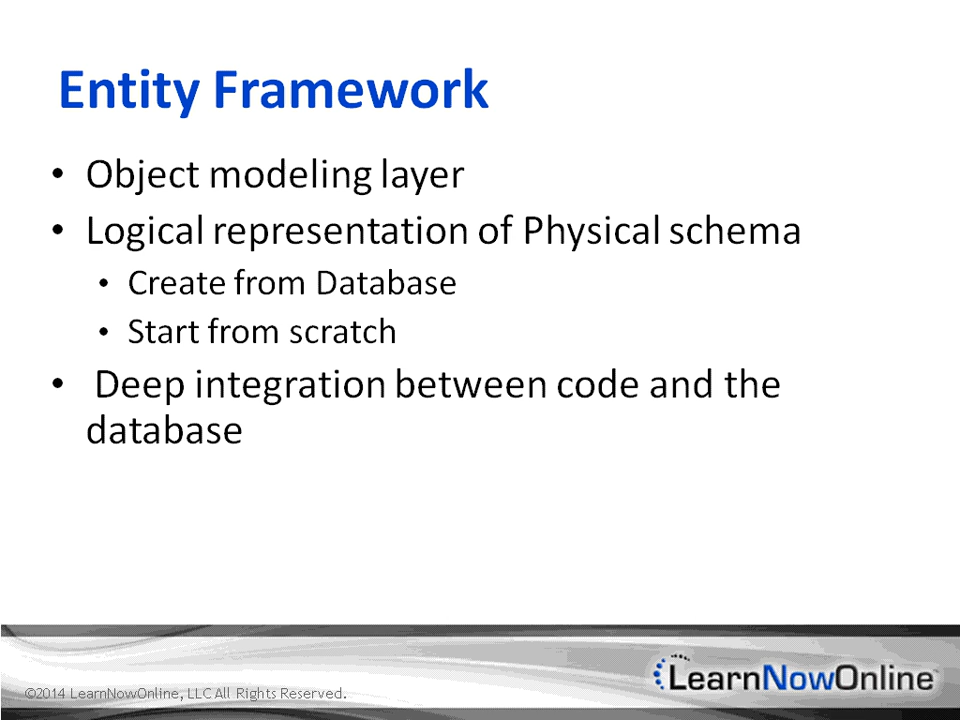 Entity Framework
• Object modeling layer
• Logical representation of Physical schema
• Create from Database
• Start from scratch
• Deep integration between code and the
database
©2014 LearnNowOnline, LLC All Rights Reserved.
LearnNowOnline